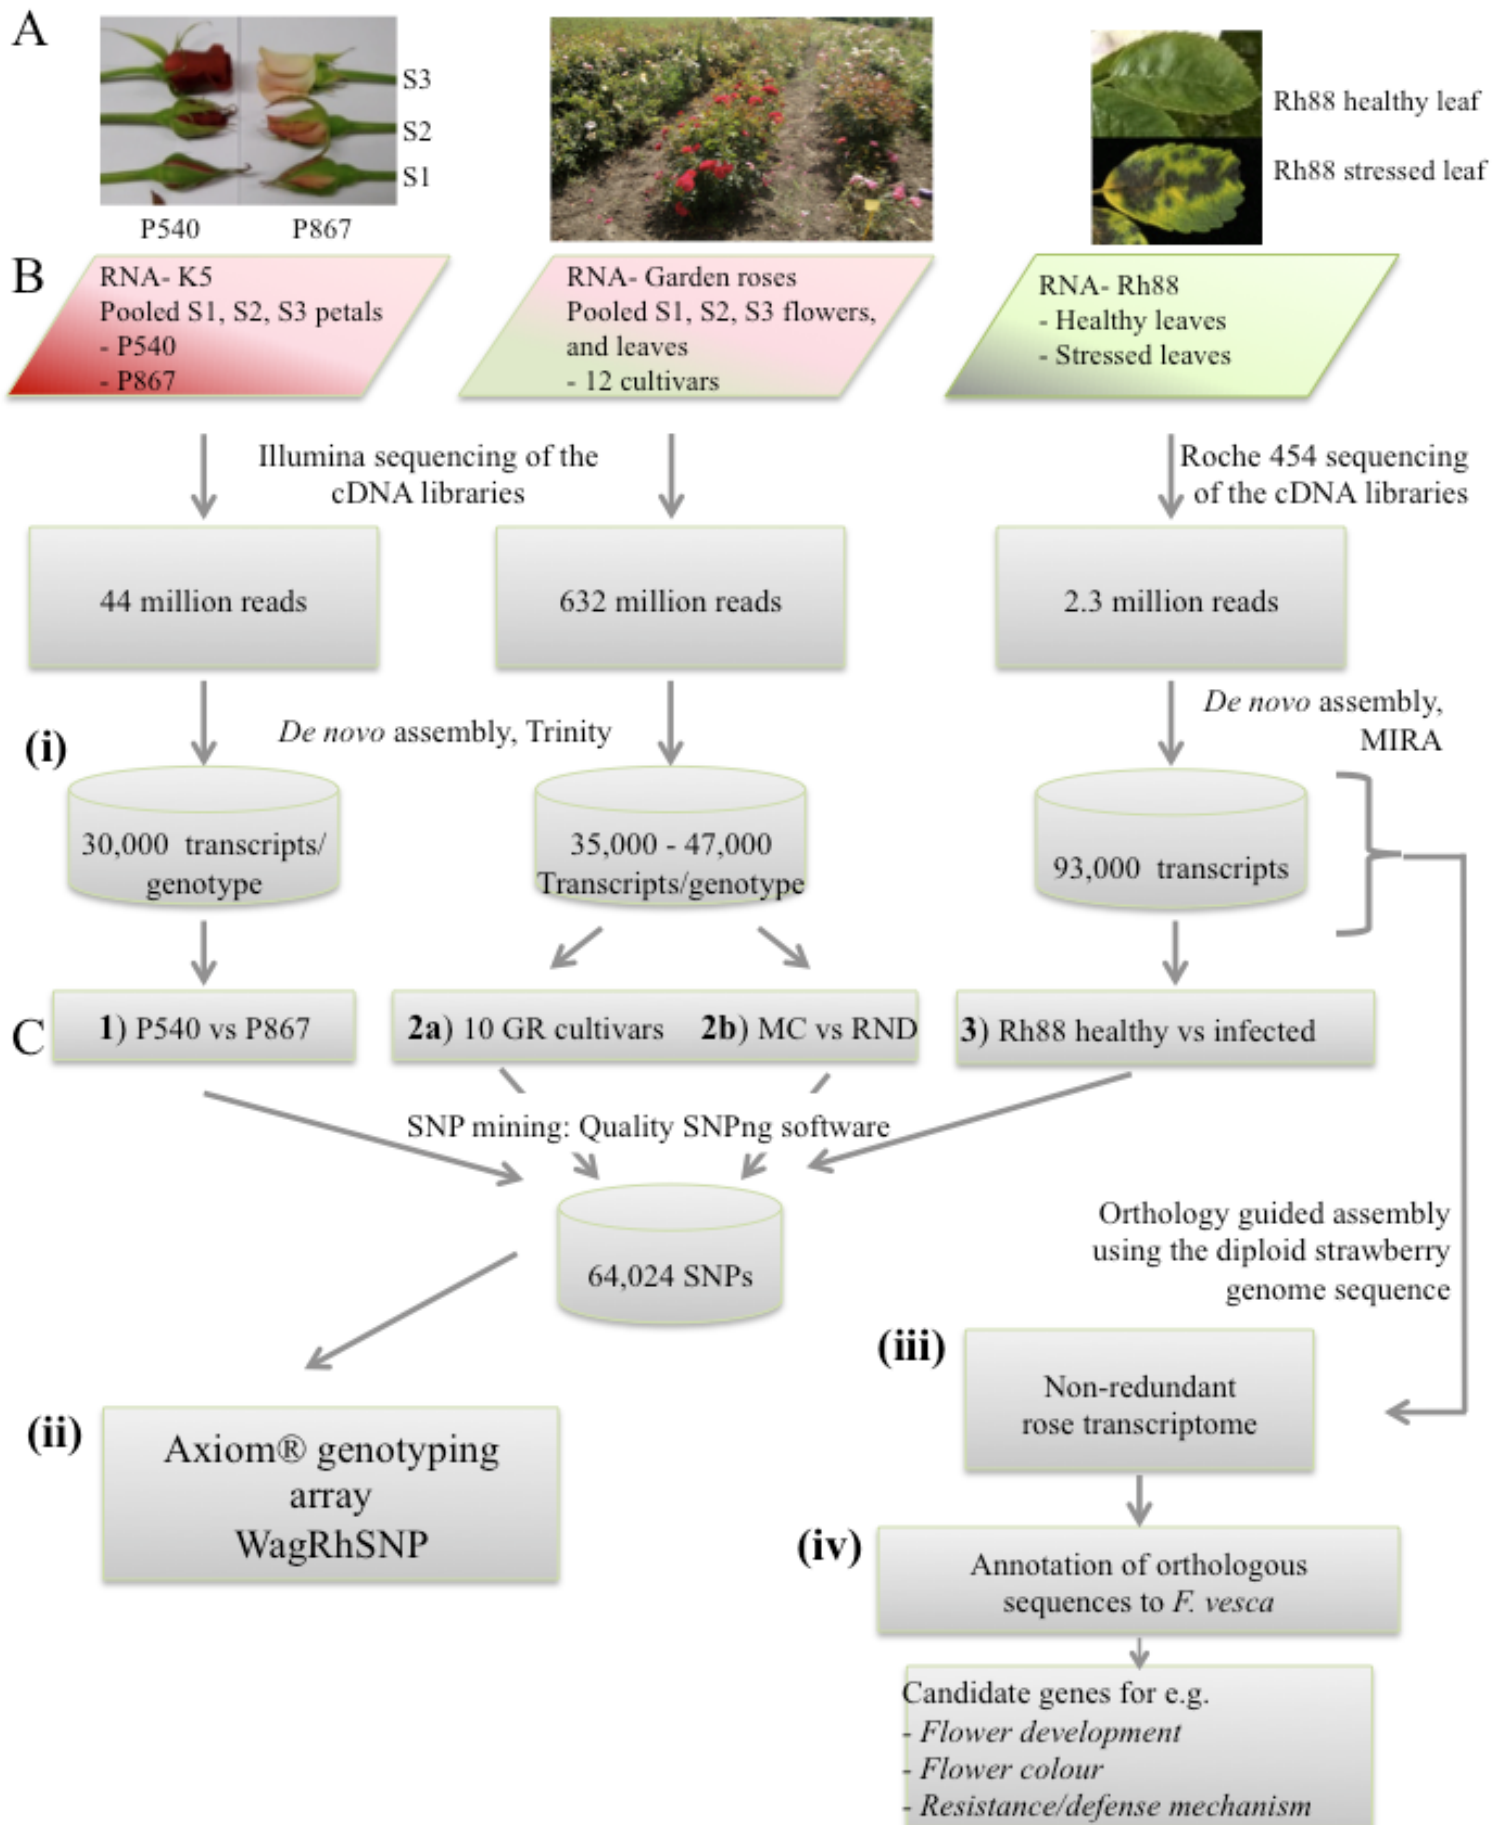 A
S3
S2
S1
P540
P867
Rh88 healthy leaf
Rh88 stressed leaf
B
RNA- K5
Pooled S1, S2, S3 petals
- P540
- P867
RNA- Garden roses
Pooled S1, S2, S3 flowers,
and leaves
- 12 cultivars
RNA- Rh88
- Healthy leaves
- Stressed leaves
Illumina sequencing of the
cDNA libraries
Roche 454 sequencing
of the cDNA libraries
44 million reads
632 million reads
2.3 million reads
(i)
De novo assembly, Trinity
De novo assembly,
MIRA
30,000 transcripts/
genotype
35,000 - 47,000
Transcripts/genotype
93,000 transcripts
C
1) P540 vs P867
2a) 10 GR cultivars
2b) MC vs RND
3) Rh88 healthy vs infected
SNP mining: Quality SNPng software
64,024 SNPs
Orthology guided assembly
using the diploid strawberry
genome sequence
(ii)
Axiom® genotyping
array
WagRhSNP
(iii)
Non-redundant
rose transcriptome
(iv)
Annotation of orthologous
sequences to F. vesca
Candidate genes for e.g.
- Flower development
- Flower colour
- Resistance/defense mechanism